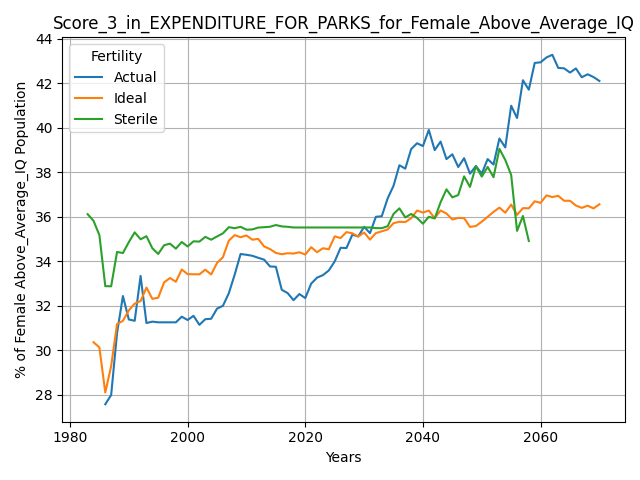 Score_3_in_EXPENDITURE_FOR_PARKS_for_Female_Above_Average_IQ
% of Female Above_Average_IQ Population
44
42
40
38
36
34
32
30
28
Fertility
Actual
Ideal
Sterile
1980
2000
2020
2040
2060
Years